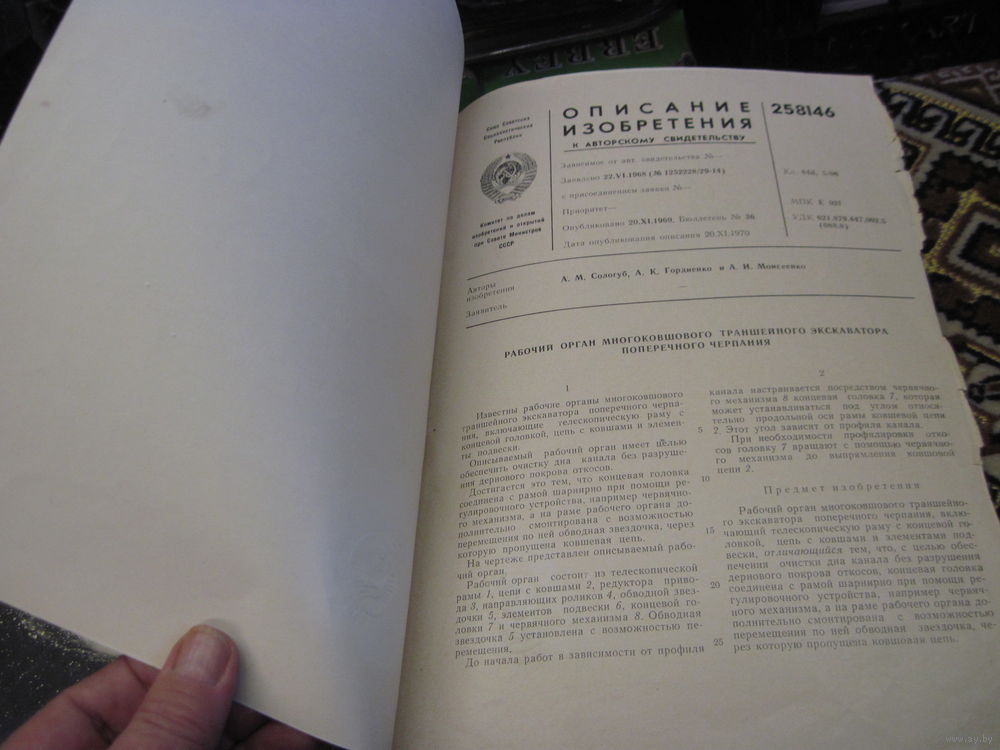 ERREY
Союз Советских
Социалистических
Республик
Комитет по делам
изобретений и открытий
при Совете Министров
СССР
ОПИСАНИЕ
ИЗОБРЕТЕНИЯ
К АВТОРСКОМУ СВИДЕТЕЛЬСТВУ
258146
Зависимое от авт. свидетельства №—
Заявлено 22.VI.1968 (№ 1252228/29-14)
с присоединением заявки №—
Приоритет—
Опубликовано 20.XI.1969. Бюллетень № 36
Дата опубликования описания 20.XI.1970
Кл.
МПК E 02f
УДК
Авторы
изобретения
А. М. Сологуб, А. К. Гордиенко и А. И. Моисеенко
Заявитель
—
РАБОЧИЙ ОРГАН МНОГОКОВШОВОГО ТРАНШЕЙНОГО ЭКСКАВАТОРА
ПОПЕРЕЧНОГО ЧЕРПАНИЯ
1
Известны рабочие органы многоковшового
траншейного экскаватора поперечного черпа-
ния, включающие телескопическую раму с
концевой головкой, цепь с ковшами и элемен-
ты подвески.
Описываемый рабочий орган имеет целью
обеспечить очистку дна канала без разруше-
ния дернового покрова откосов.
Достигается это тем, что концевая головка
соединена с рамой шарнирно при помощи ре-
гулировочного устройства, например червячно-
го механизма, а на раме рабочего органа до-
полнительно смонтирована с возможностью
перемещения по ней обводная звездочка, через
которую пропущена ковшевая цепь.
На чертеже представлен описываемый рабо-
чий орган.
Рабочий орган состоит из телескопической
рамы 1, цепи с ковшами 2, редуктора приво-
да 3, направляющих роликов 4, обводной звез-
дочки 5, элементов подвески 6, концевой го-
ловки 7 и червячного механизма 8. Обводная
звездочка 5 установлена с возможностью пе-
ремещения.
До начала работ в зависимости от профиля
5
10
15
20
25
2
канала настраивается посредством червячно-
го механизма 8 концевая головка 7, которая
может устанавливаться под углом относи-
тельно продольной оси рамы ковшевой цепи
2. Этот угол зависит от профиля канала.
При необходимости профилировки отко-
сов головку 7 вращают с помощью червячно-
го механизма до выпрямления ковшовой
цепи 2.
Предмет изобретения
Рабочий орган многоковшового траншейно-
го экскаватора поперечного черпания, вклю-
чающий телескопическую раму с концевой го-
ловкой, цепь с ковшами и элементами под-
вески, отличающийся тем, что, с целью обес-
печения очистки дна канала без разрушения
дернового покрова откосов, концевая головка
соединена с рамой шарнирно при помощи ре-
гулировочного устройства, например червяч-
ного механизма, а на раме рабочего органа до-
полнительно смонтирована с возможностью
перемещения по ней обводная звездочка, че-
рез которую пропущена ковшовая цепь.
www.ay.by